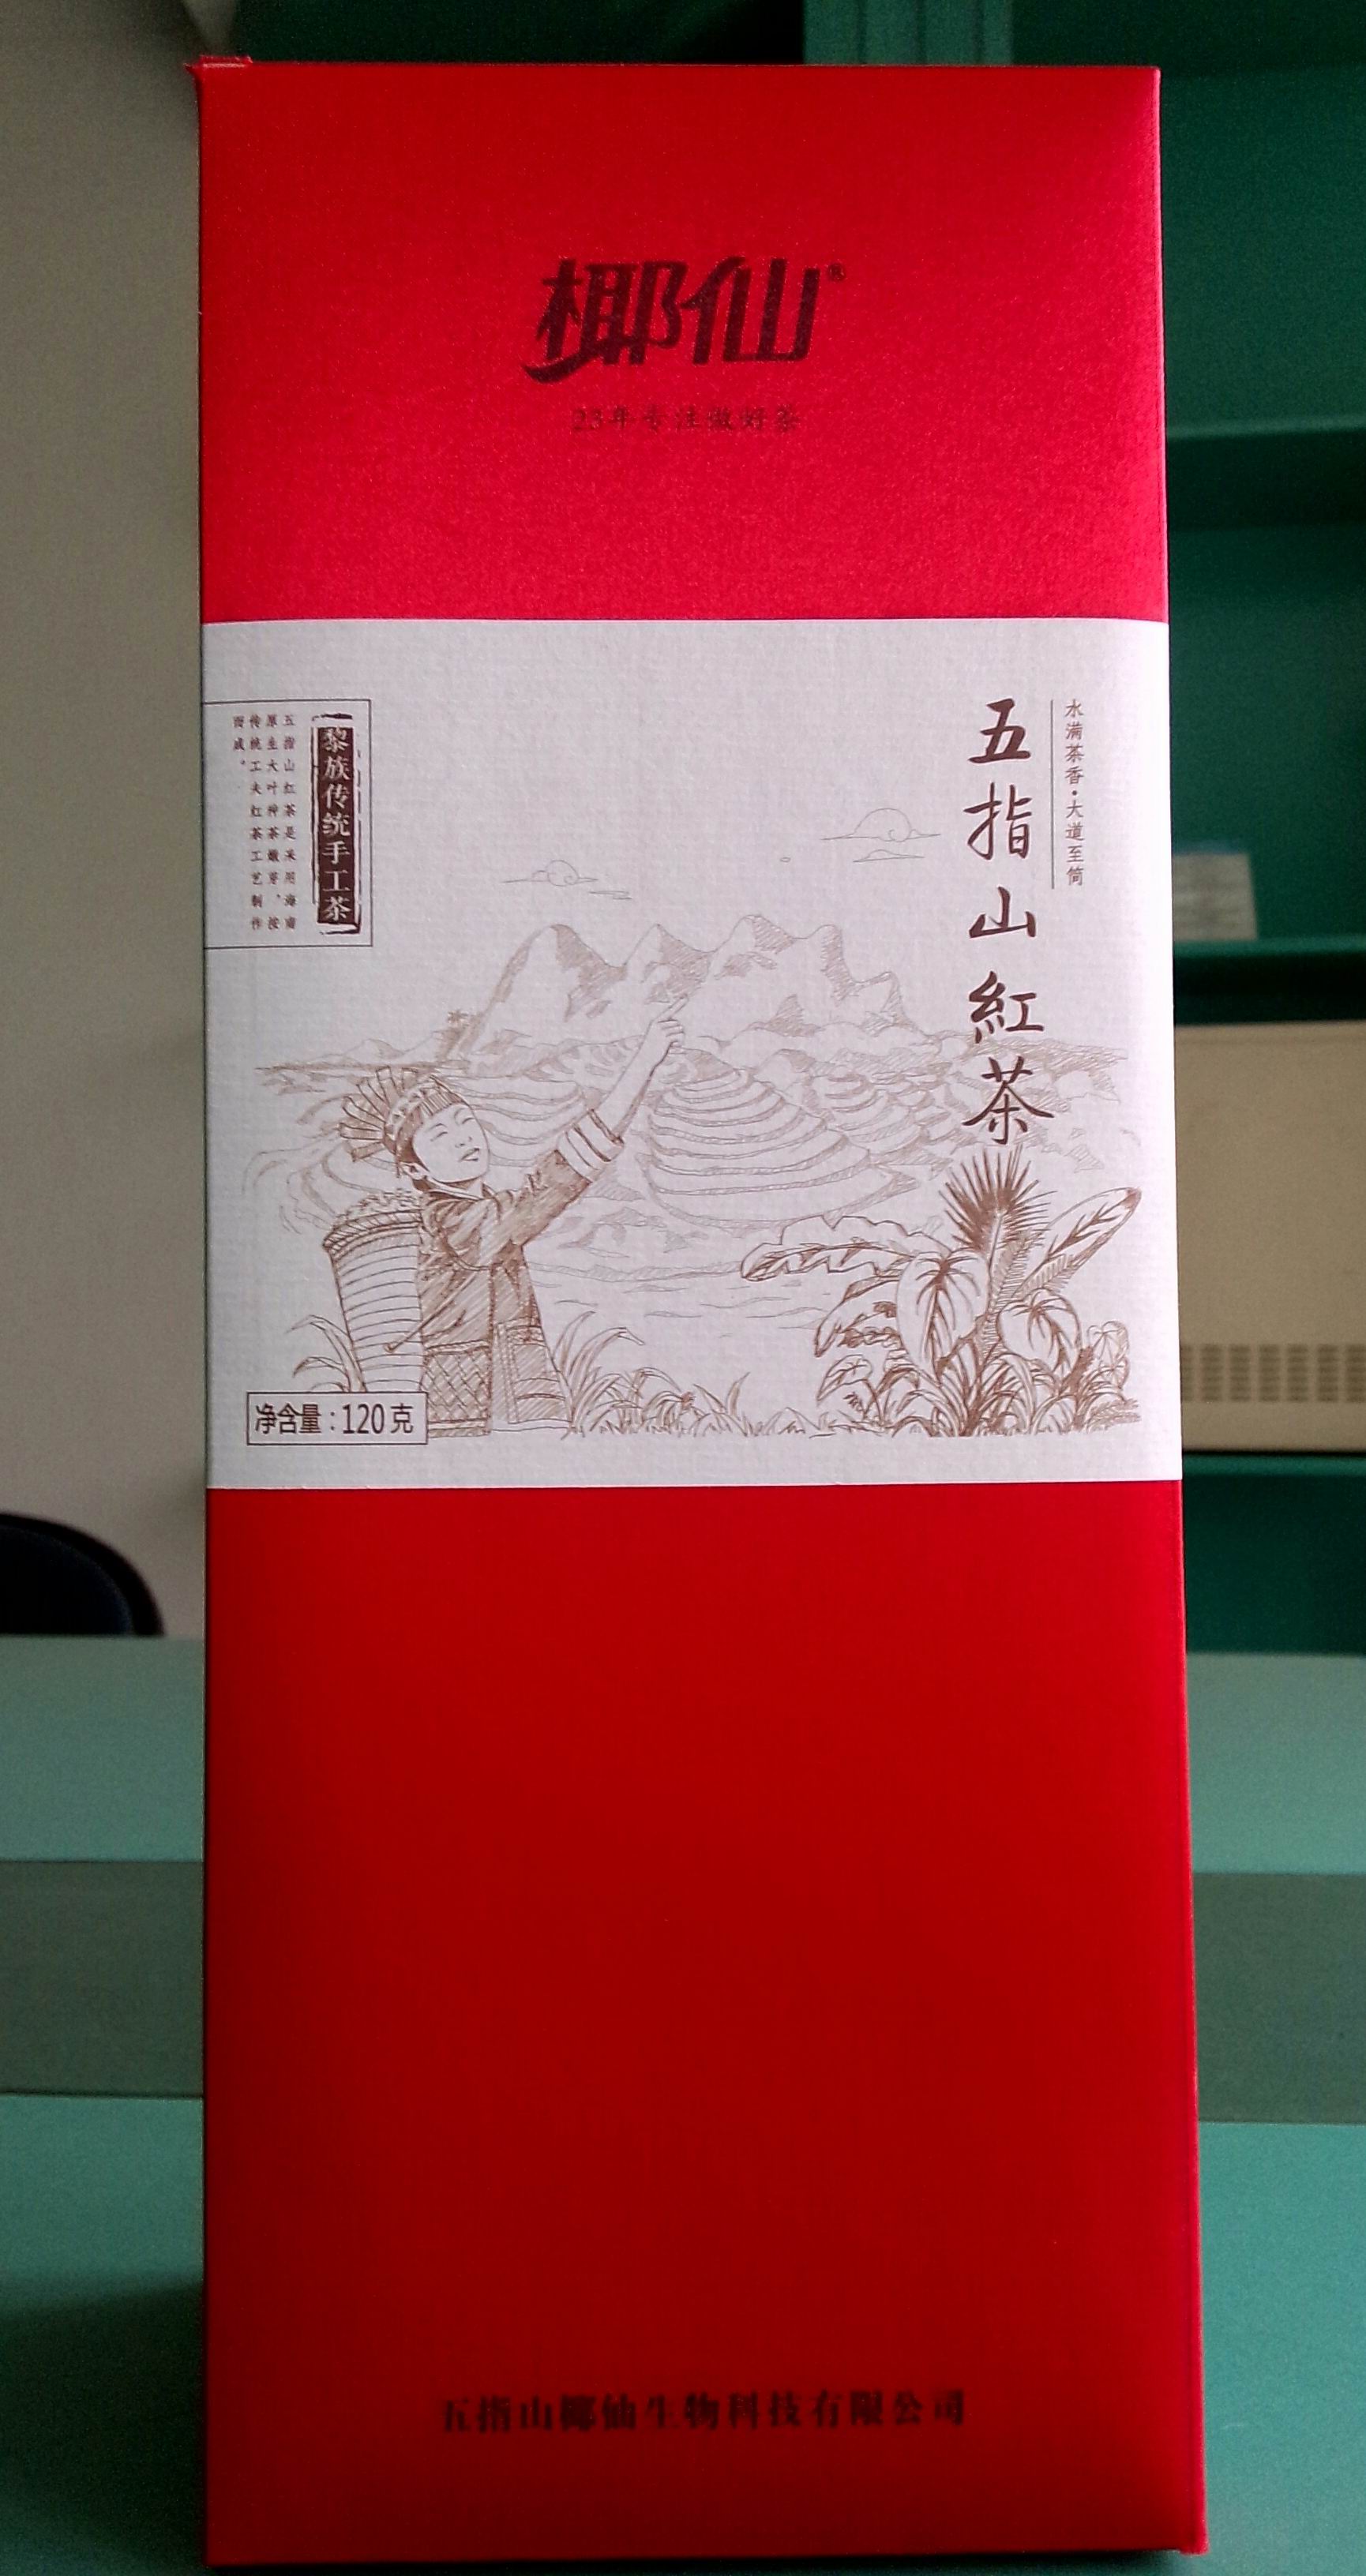 椰仙®
23年专注做好茶
水满茶香·大道至简
五指山紅茶
黎族传统手工茶
五指山红茶是采用海南
原生大叶种茶嫩芽，按
传统工夫红茶工艺制作
而成。
净含量：120克
五指山椰仙生物科技有限公司